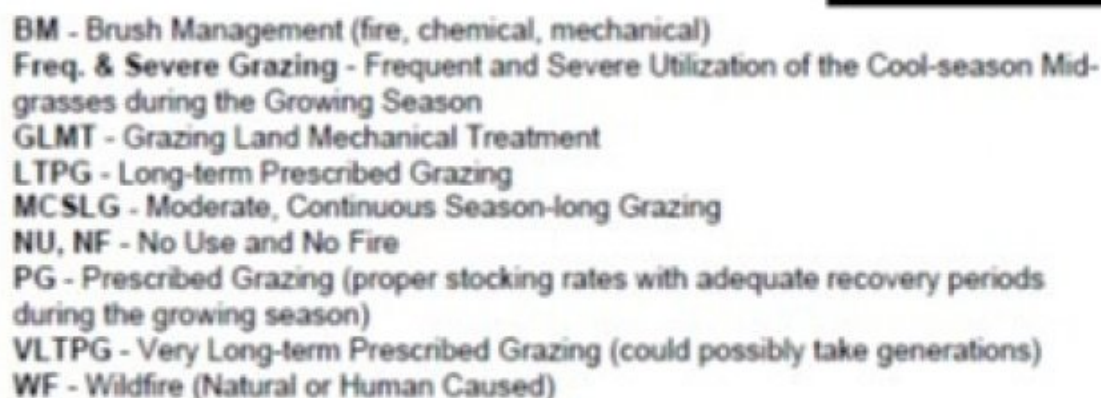 BM - Brush Management (fire, chemical, mechanical)
Freq. & Severe Grazing - Frequent and Severe Utilization of the Cool-season Mid-
grasses during the Growing Season
GLMT - Grazing Land Mechanical Treatment
LTPG - Long-term Prescribed Grazing
MCSLG - Moderate, Continuous Season-long Grazing
NU, NF - No Use and No Fire
PG - Prescribed Grazing (proper stocking rates with adequate recovery periods
during the growing season)
VLTPG - Very Long-term Prescribed Grazing (could possibly take generations)
WF - Wildfire (Natural or Human Caused)